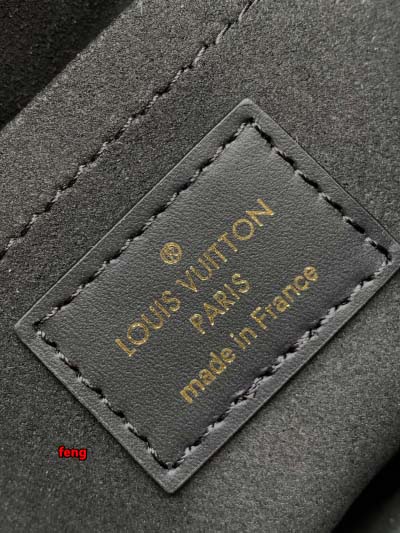 ®
LOUIS VUITTON
PARIS
made in France
feng